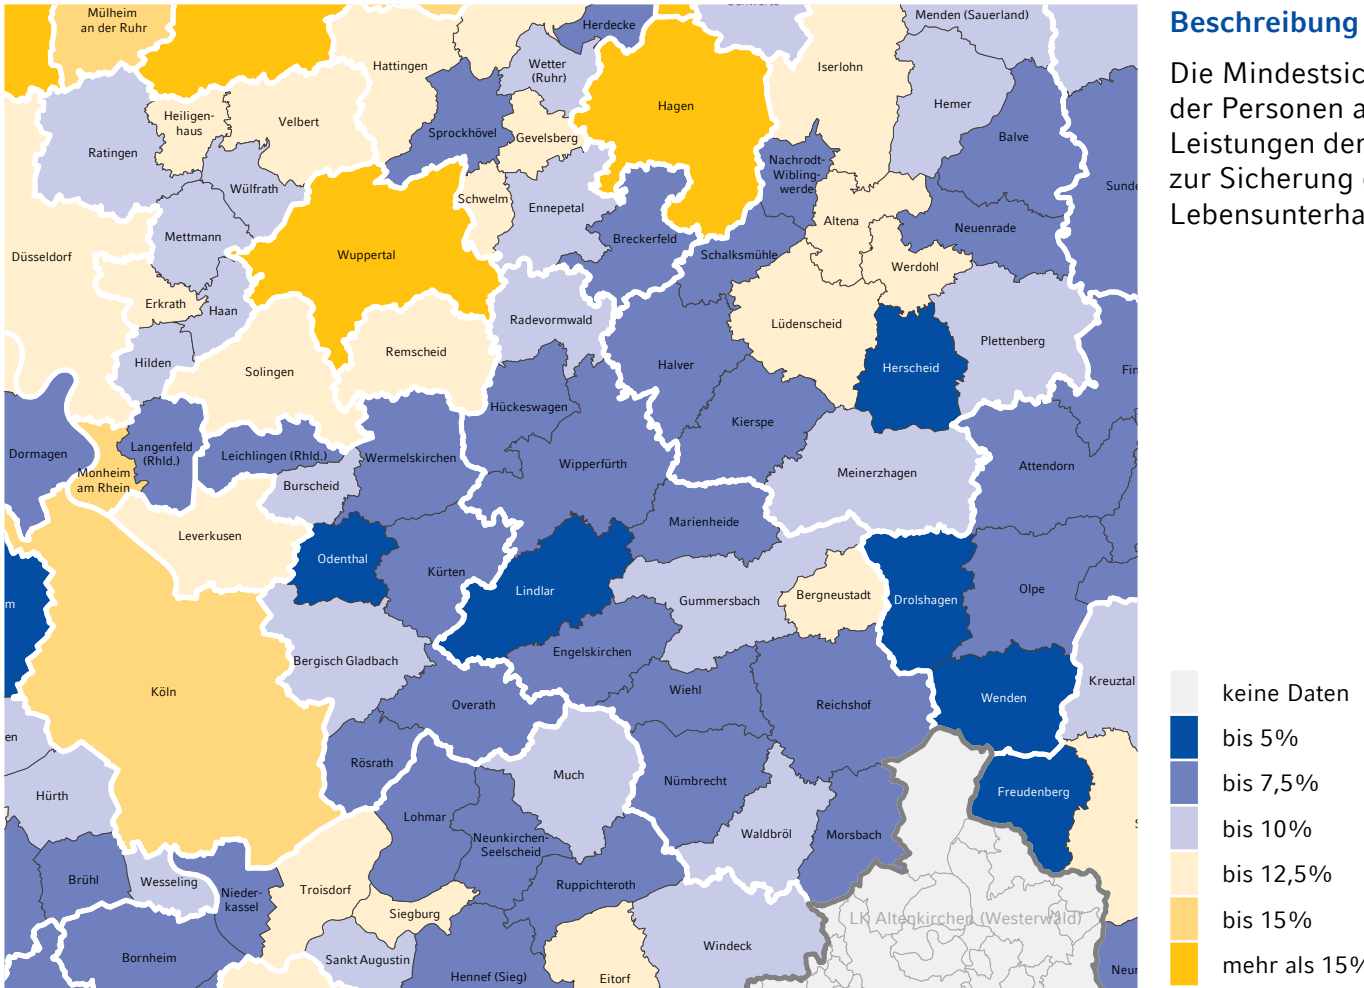 Beschreibung
Die Mindestsic
der Personen a
Leistungen der
zur Sicherung
Lebensunterha
Mülheim
an der Ruhr
Herdecke
Menden (Sauerland)
Hattingen
Wetter
(Ruhr)
Iserlohn
Hagen
Hemer
Heiligen-
haus
Velbert
Sprockhövel
Gevelsberg
Balve
Ratingen
Nachrodt-
Wibling-
werde
Sunde
Wülfrath
Schwelm
Ennepetal
Altena
Neuenrade
Mettmann
Breckerfeld
Düsseldorf
Wuppertal
Schalksmühle
Werdohl
Erkrath
Haan
Radevormwald
Lüdenscheid
Plettenberg
Hilden
Solingen
Remscheid
Halver
Herscheid
Fin
Hückeswagen
Kierspe
Dormagen
Langenfeld
(Rhld.)
Leichlingen (Rhld.)
Wermelskirchen
Wipperfürth
Meinerzhagen
Attendorn
Monheim
am Rhein
Burscheid
Leverkusen
Marienheide
Odenthal
Kürten
Lindlar
Gummersbach
Bergneustadt
Drolshagen
Olpe
m
Bergisch Gladbach
Engelskirchen
Köln
Wiehl
Kreuztal
Overath
Reichshof
Wenden
en
Rösrath
Much
Nümbrecht
Freudenberg
Hürth
Lohmar
Neunkirchen-
Seelscheid
Waldbröl
Morsbach
Brühl
Wesseling
Nieder-
kassel
Troisdorf
Ruppichteroth
Siegburg
LK Altenkirchen (Westerwald)
Bornheim
Sankt Augustin
Windeck
Hennef (Sieg)
Eitorf
Neun
keine Daten
bis 5%
bis 7,5%
bis 10%
bis 12,5%
bis 15%
mehr als 15%